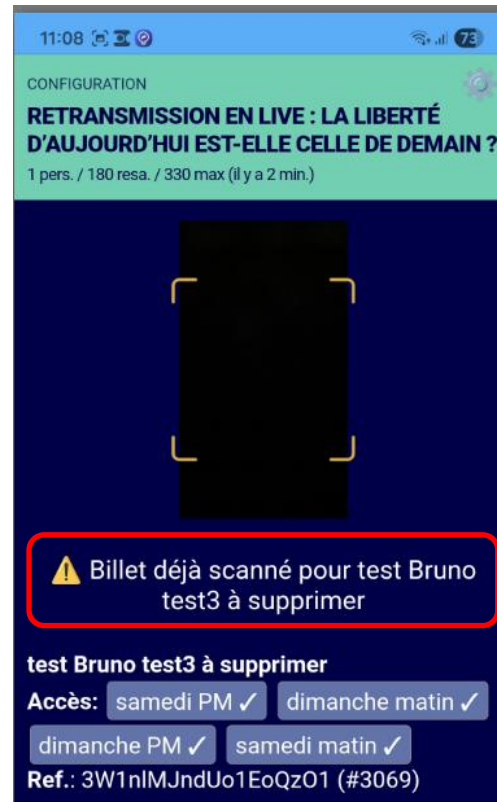 11:08 73
CONFIGURATION
RETRANSMISSION EN LIVE : LA LIBERTÉ
D'AUJOURD'HUI EST-ELLE CELLE DE DEMAIN ?
1 pers. / 180 resa. / 330 max (il y a 2 min.)
⚠️ Billet déjà scanné pour test Bruno
test3 à supprimer
test Bruno test3 à supprimer
Accès: samedi PM ✓ dimanche matin ✓
dimanche PM ✓ samedi matin ✓
Ref.: 3W1nlMJndUo1EoQzO1 (#3069)